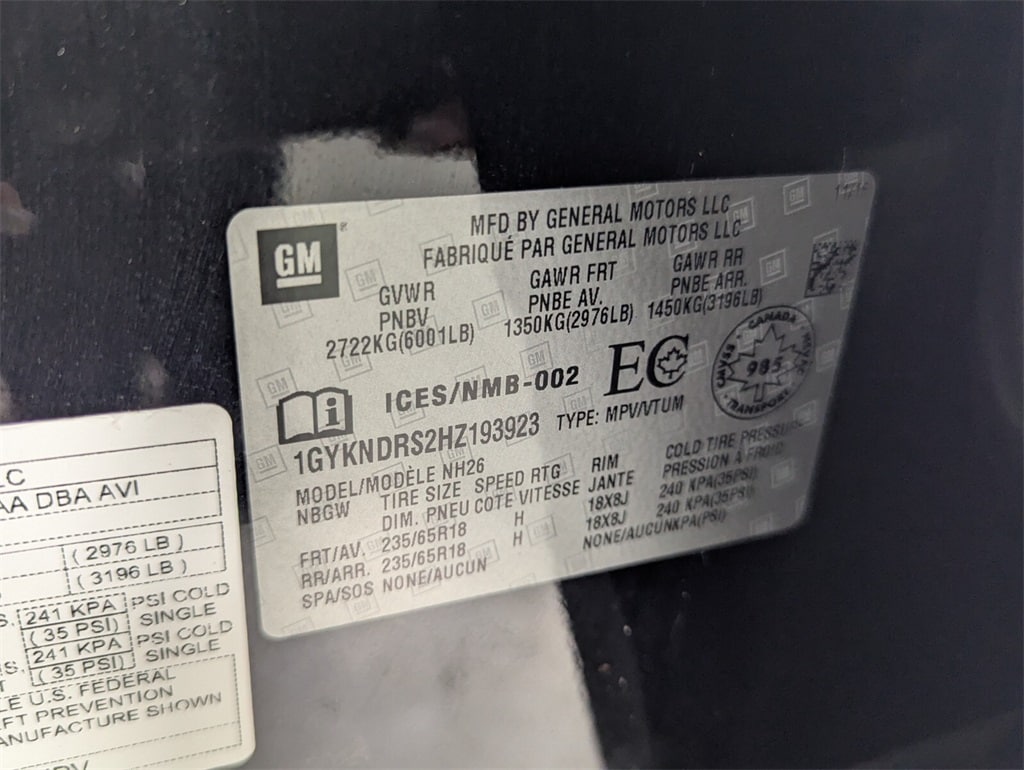 GM
MFD BY GENERAL MOTORS LLC
FABRIQUÉ PAR GENERAL MOTORS LLC
GVWR GAWR FRT GAWR RR
PNBV PNBE AV. PNBE ARR.
2722KG(6001LB) 1350KG(2976LB) 1450KG(3196LB)
ICES/NMB-002 EC
CANADA
985
TRANSPORT
1GYKNDRS2HZ193923 TYPE: MPV/VTUM
MODEL/MODÈLE NH26
NBGW TIRE SIZE SPEED RTG RIM COLD TIRE PRESSURE
DIM. PNEU COTE VITESSE JANTE PRESSION À FROID
FRT/AV. 235/65R18 H 18X8J 240 KPA(35PSI)
RR/ARR. 235/65R18 H 18X8J 240 KPA(35PSI)
SPA/SOS NONE/AUCUN NONE/AUCUNKPA(PSI)
LC
AA DBA AVI
(2976 LB)
(3196 LB)
S. 241 KPA PSI COLD
(35 PSI) SINGLE
S. 241 KPA PSI COLD
(35 PSI) SINGLE
LE U.S. FEDERAL
EFT PREVENTION
ANUFACTURE SHOWN